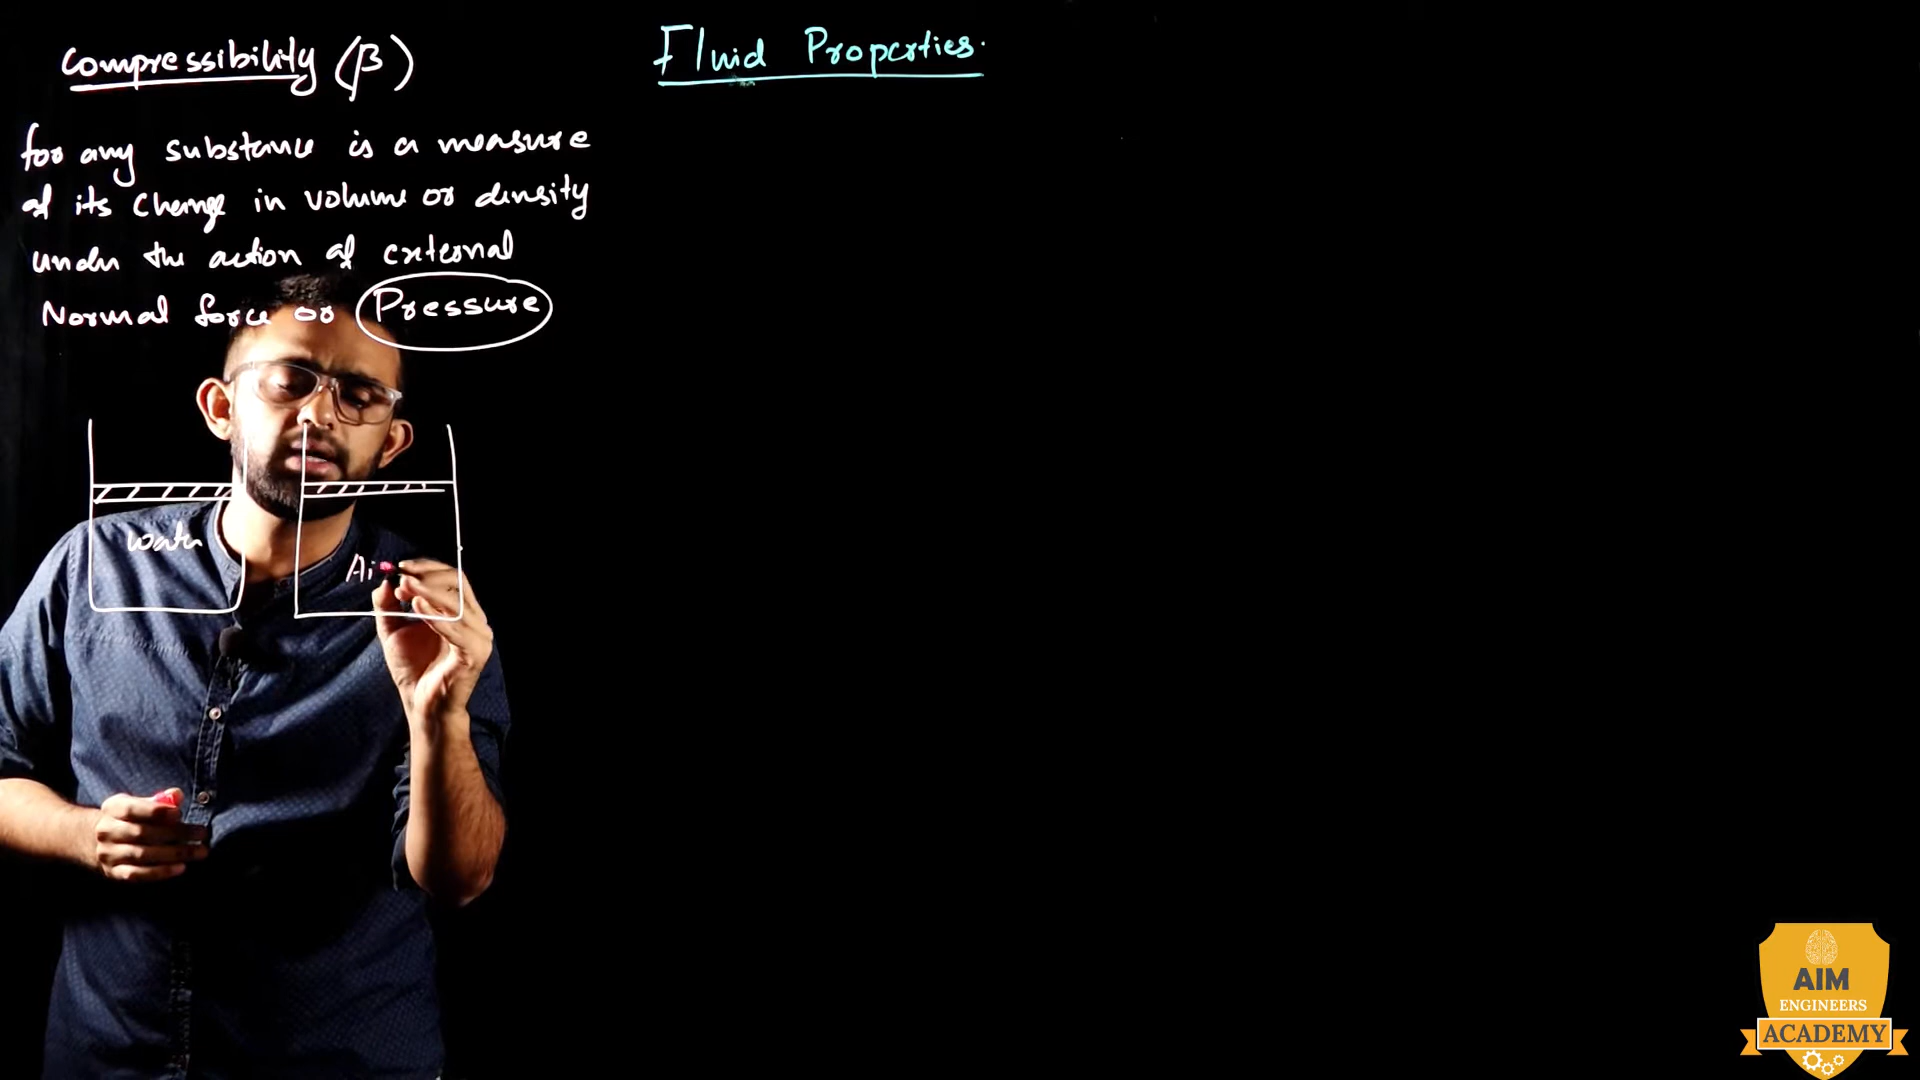 Fluid Properties.
Compressibility (β)
for any substance is a measure
of its change in volume or density
under the action of external
Normal force or Pressure
Water
Ai
AIM
ENGINEERS
ACADEMY